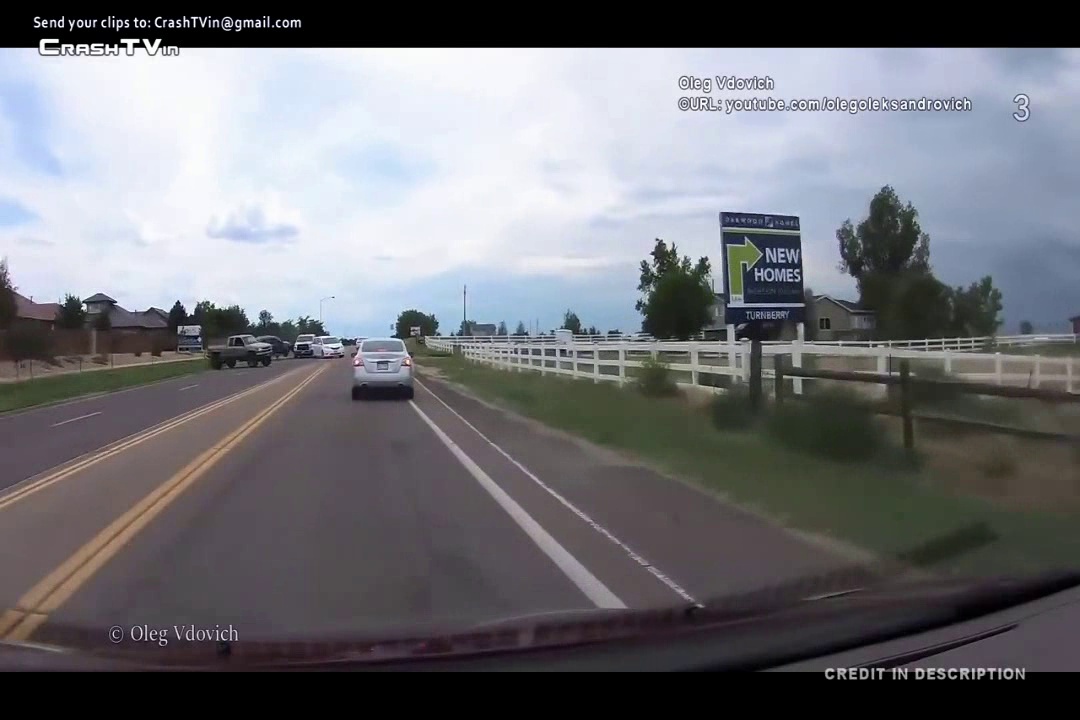 Send your clips to: CrashTVin@gmail.com
CRASHTVIN
Oleg Vdovich
©URL: youtube.com/olegoleksandrovich
3
NEW
HOMES
TURNBERRY
© Oleg Vdovich
CREDIT IN DESCRIPTION